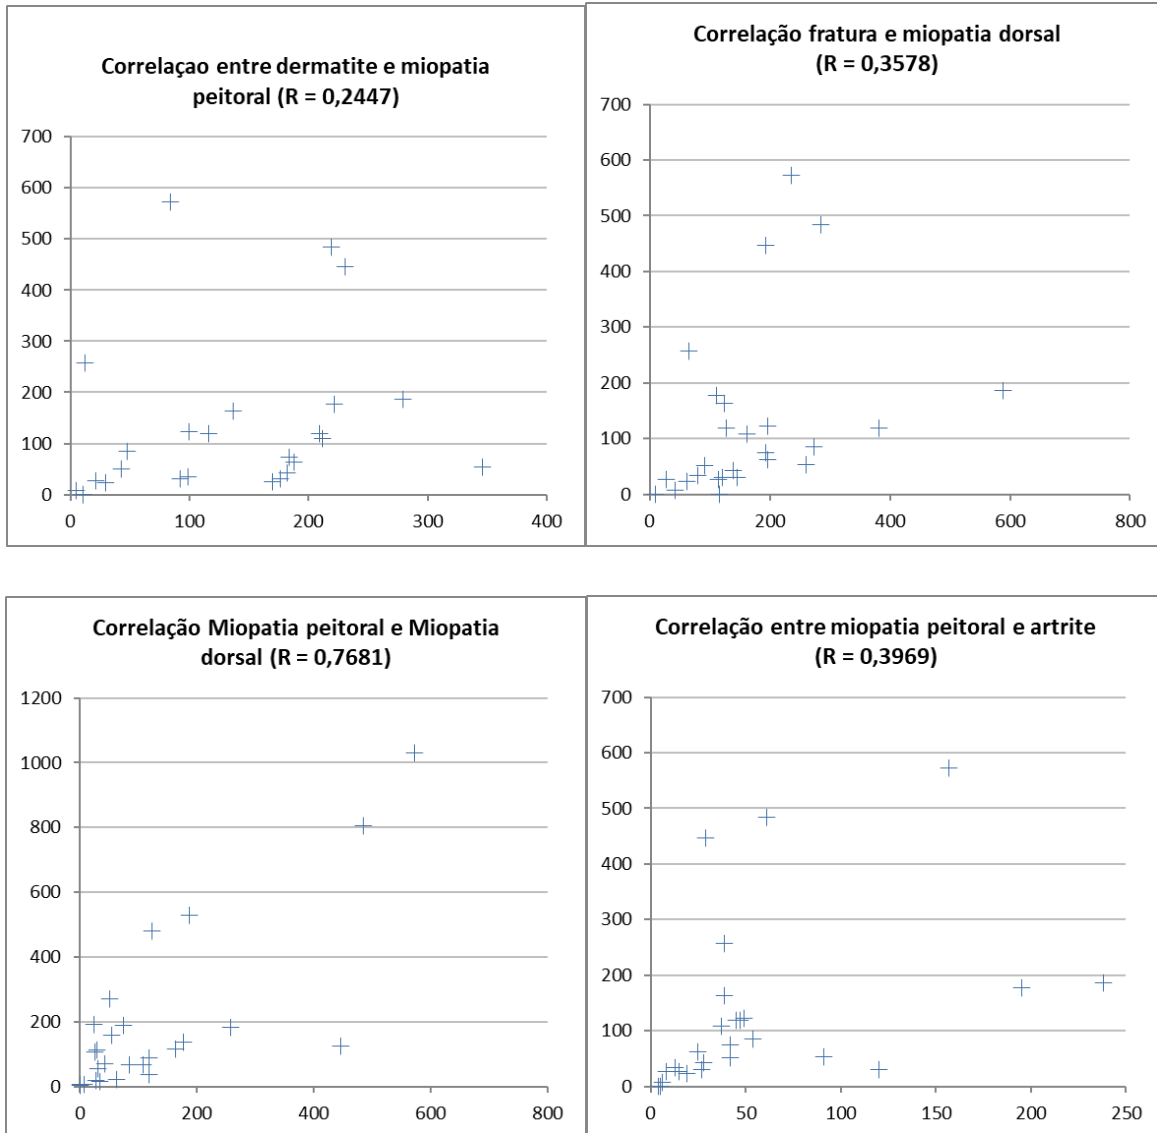 Correlaçao entre dermatite e miopatia
peitoral (R = 0,2447)
700
600
500
400
300
200
100
0
0 100 200 300 400
Correlação fratura e miopatia dorsal
(R = 0,3578)
700
600
500
400
300
200
100
0
0 200 400 600 800
Correlação Miopatia peitoral e Miopatia
dorsal (R = 0,7681)
1200
1000
800
600
400
200
0
0 200 400 600 800
Correlação entre miopatia peitoral e artrite
(R = 0,3969)
700
600
500
400
300
200
100
0
0 50 100 150 200 250